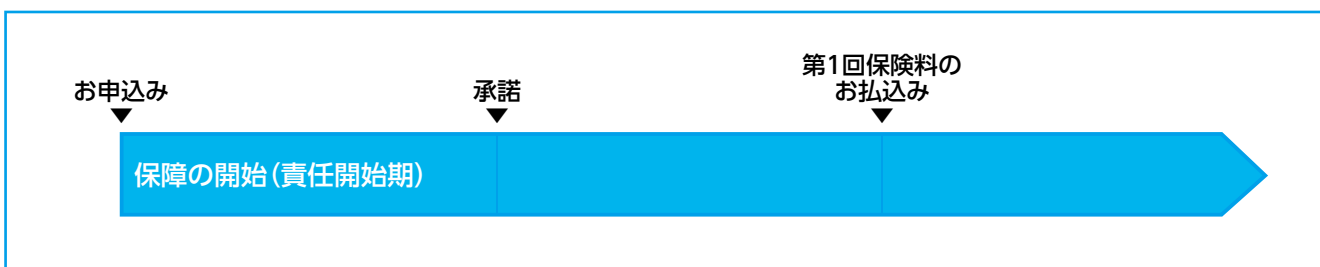 お申込み
承諾
第1回保険料の
お払込み
保障の開始(責任開始期)